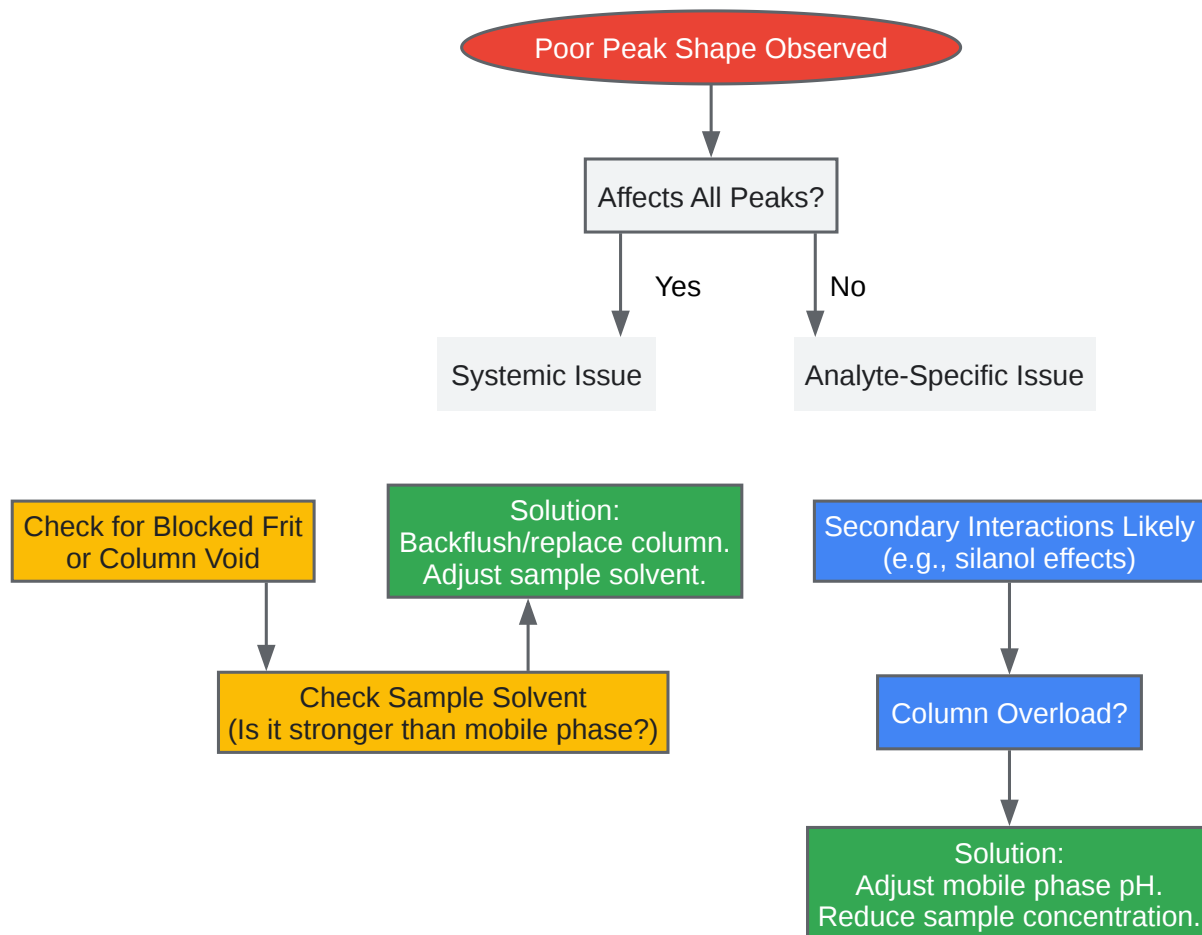 Poor Peak Shape Observed
Affects All Peaks?
Yes
No
Systemic Issue
Analyte-Specific Issue
Check for Blocked Frit
or Column Void
Solution:
Backflush/replace column.
Adjust sample solvent.
Secondary Interactions Likely
(e.g., silanol effects)
Check Sample Solvent
(Is it stronger than mobile phase?)
Column Overload?
Solution:
Adjust mobile phase pH.
Reduce sample concentration.